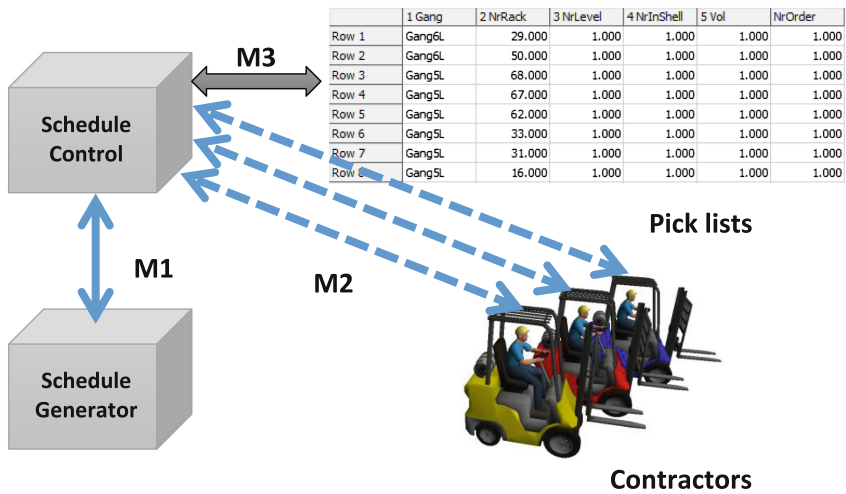 1 Gang 2 NrRack 3 NrLevel 4 NrInShell 5 Vol NrOrder
Row 1 Gang6L 29.000 1.000 1.000 1.000 1.000
Row 2 Gang6L 50.000 1.000 1.000 1.000 1.000
Row 3 Gang5L 68.000 1.000 1.000 1.000 1.000
Row 4 Gang5L 67.000 1.000 1.000 1.000 1.000
Row 5 Gang5L 62.000 1.000 1.000 1.000 1.000
Row 6 Gang5L 33.000 1.000 1.000 1.000 1.000
Row 7 Gang5L 31.000 1.000 1.000 1.000 1.000
Row 8 Gang5L 16.000 1.000 1.000 1.000 1.000
M3
Schedule
Control
Pick lists
M1
M2
Schedule
Generator
Contractors